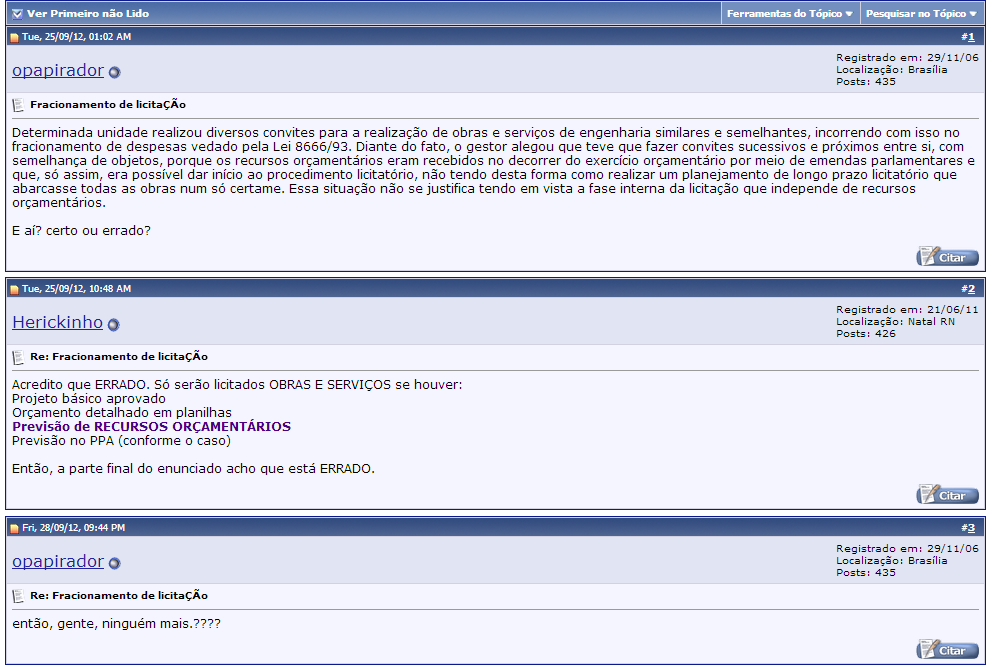 Ver Primeiro não Lido
Ferramentas do Tópico
Pesquisar no Tópico
Tue, 25/09/12, 01:02 AM
#1
opapirador
Registrado em: 29/11/06
Localização: Brasília
Posts: 435
Fracionamento de licitaÇÃo
Determinada unidade realizou diversos convites para a realização de obras e serviços de engenharia similares e semelhantes, incorrendo com isso no
fracionamento de despesas vedado pela Lei 8666/93. Diante do fato, o gestor alegou que teve que fazer convites sucessivos e próximos entre si, com
semelhança de objetos, porque os recursos orçamentários eram recebidos no decorrer do exercício orçamentário por meio de emendas parlamentares e
que, só assim, era possível dar início ao procedimento licitatório, não tendo desta forma como realizar um planejamento de longo prazo licitatório que
abarcasse todas as obras num só certame. Essa situação não se justifica tendo em vista a fase interna da licitação que independe de recursos
orçamentários.
E aí? certo ou errado?
Citar
Tue, 25/09/12, 10:48 AM
#2
Herickinho
Registrado em: 21/06/11
Localização: Natal RN
Posts: 426
Re: Fracionamento de licitaÇÃo
Acredito que ERRADO. Só serão licitados OBRAS E SERVIÇOS se houver:
Projeto básico aprovado
Orçamento detalhado em planilhas
Previsão de RECURSOS ORÇAMENTÁRIOS
Previsão no PPA (conforme o caso)
Então, a parte final do enunciado acho que está ERRADO.
Citar
Fri, 28/09/12, 09:44 PM
#3
opapirador
Registrado em: 29/11/06
Localização: Brasília
Posts: 435
Re: Fracionamento de licitaÇÃo
então, gente, ninguém mais.????
Citar